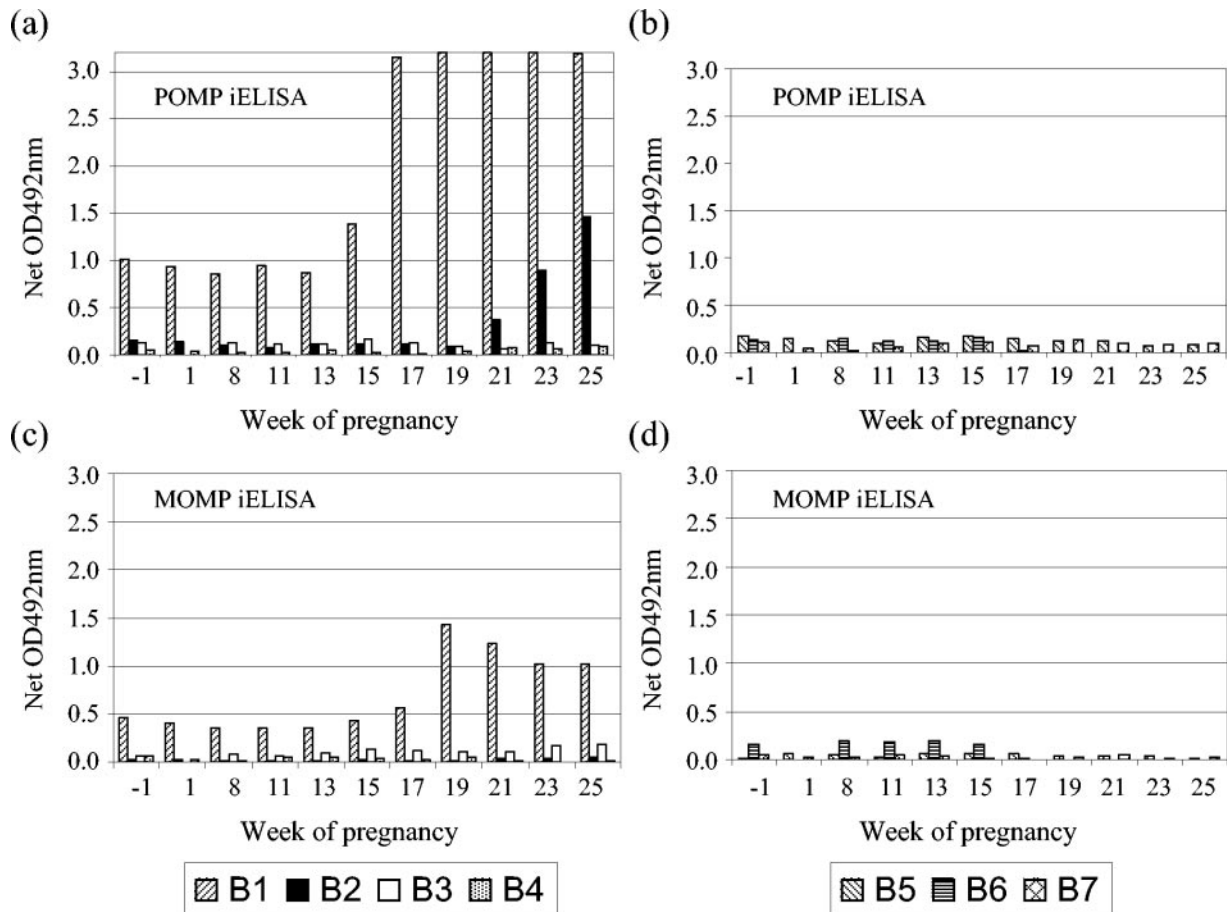 (a)
POMP iELISA
Net OD492nm
3.0
2.5
2.0
1.5
1.0
0.5
0.0
-1 1 8 11 13 15 17 19 21 23 25
Week of pregnancy
(b)
POMP iELISA
Net OD492nm
3.0
2.5
2.0
1.5
1.0
0.5
0.0
-1 1 8 11 13 15 17 19 21 23 25
Week of pregnancy
(c)
MOMP iELISA
Net OD492nm
3.0
2.5
2.0
1.5
1.0
0.5
0.0
-1 1 8 11 13 15 17 19 21 23 25
Week of pregnancy
(d)
MOMP iELISA
Net OD492nm
3.0
2.5
2.0
1.5
1.0
0.5
0.0
-1 1 8 11 13 15 17 19 21 23 25
Week of pregnancy
B1 B2 B3 B4
B5 B6 B7